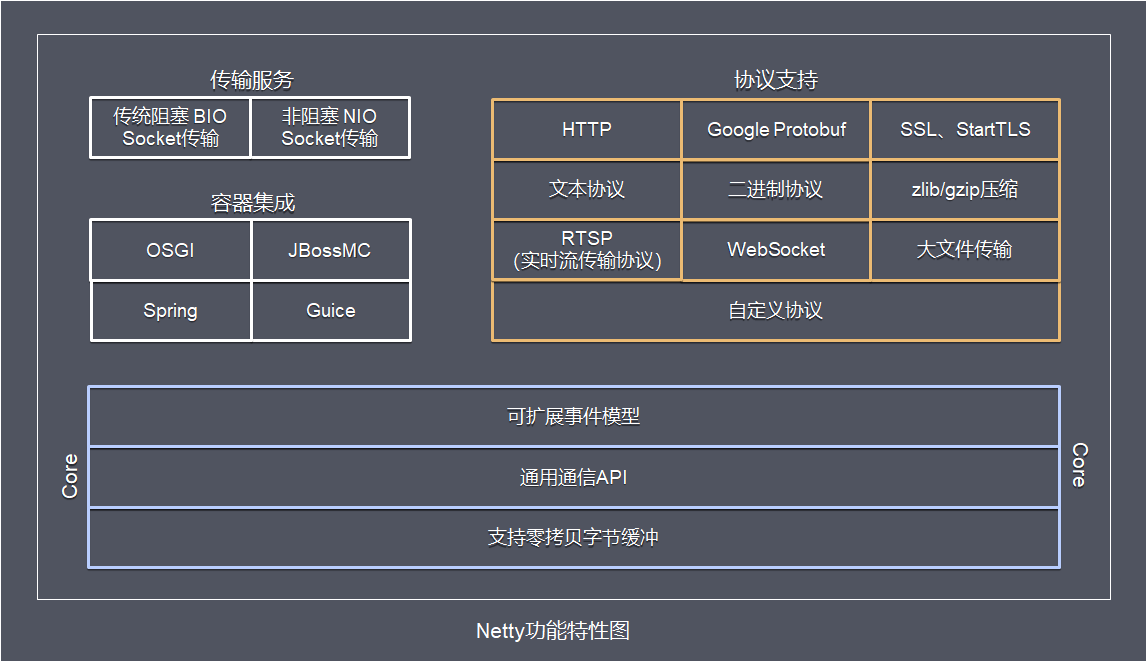 传输服务
传统阻塞 BIO
Socket传输
非阻塞 NIO
Socket传输
容器集成
OSGI
JBossMC
Spring
Guice
协议支持
HTTP
Google Protobuf
SSL、StartTLS
文本协议
二进制协议
zlib/gzip压缩
RTSP
(实时流传输协议)
WebSocket
大文件传输
自定义协议
Core
可扩展事件模型
通用通信API
支持零拷贝字节缓冲
Core
Netty功能特性图